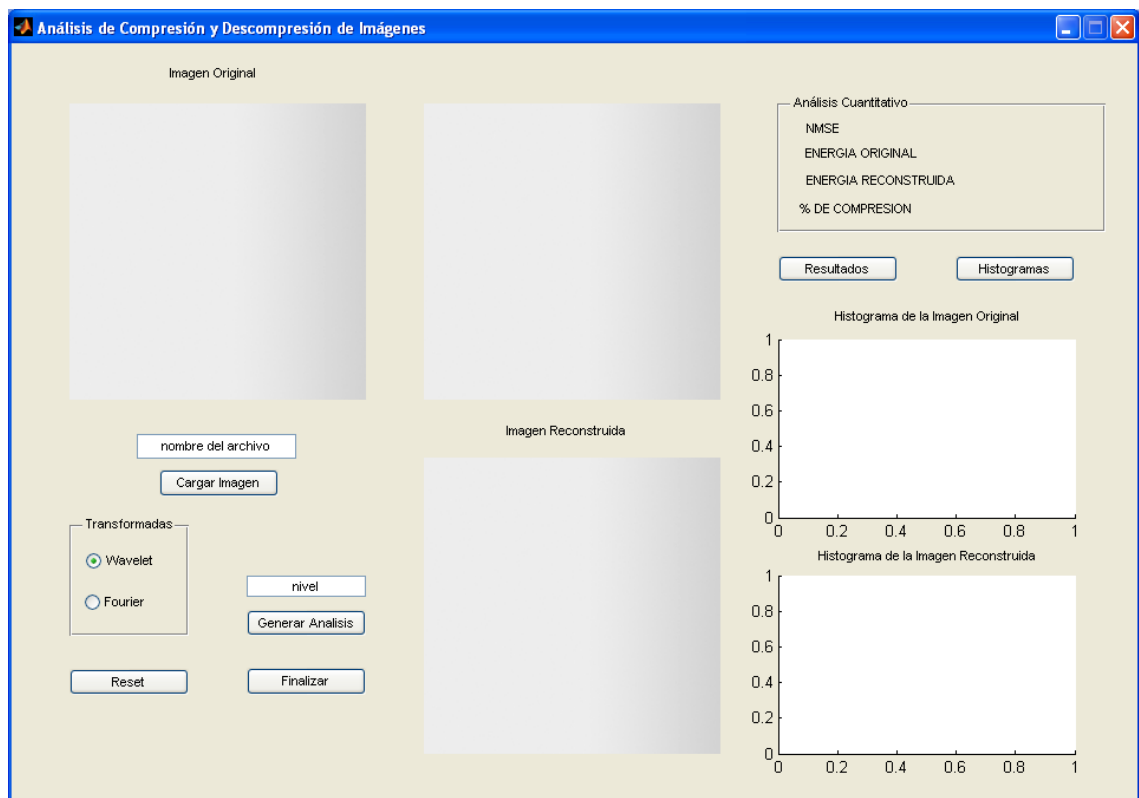 Análisis de Compresión y Descompresión de Imágenes
Imagen Original
nombre del archivo
Cargar Imagen
Transformadas
Wavelet
Fourier
nivel
Generar Analisis
Reset
Finalizar
Imagen Reconstruida
Análisis Cuantitativo
NMSE
ENERGIA ORIGINAL
ENERGIA RECONSTRUIDA
% DE COMPRESION
Resultados
Histogramas
Histograma de la Imagen Original
1
0.8
0.6
0.4
0.2
0
0 0.2 0.4 0.6 0.8 1
Histograma de la Imagen Reconstruida
1
0.8
0.6
0.4
0.2
0
0 0.2 0.4 0.6 0.8 1